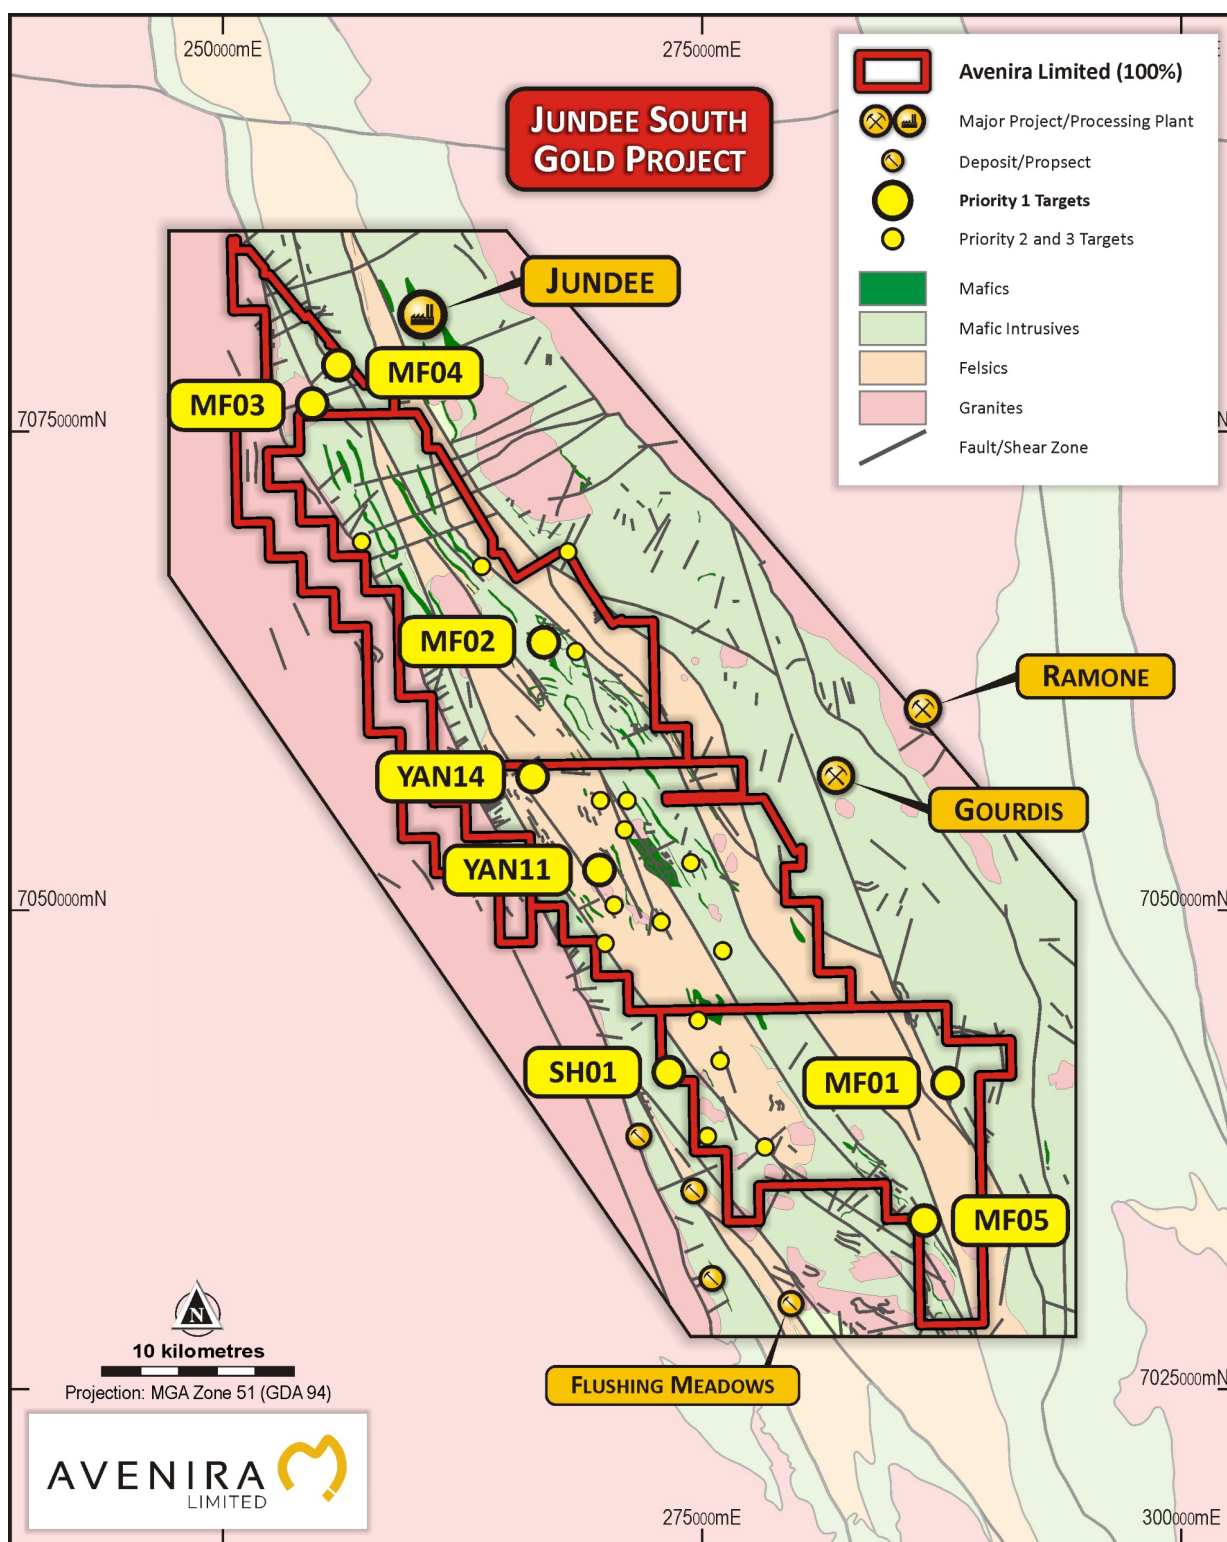 250000mE
275000mE
E
JUNDEE SOUTH
GOLD PROJECT
Avenira Limited (100%)
Major Project/Processing Plant
Deposit/Propsect
Priority 1 Targets
Priority 2 and 3 Targets
Mafics
Mafic Intrusives
Felsics
Granites
Fault/Shear Zone
JUNDEE
MF04
MF03
7075000mN
N
MF02
RAMONE
YAN14
GOURDIS
YAN11
7050000mN
7050000mN
SH01
MF01
MF05
N
10 kilometres
Projection: MGA Zone 51 (GDA 94)
FLUSHING MEADOWS
7025000mN
AVENIRA
LIMITED
275000mE
300000mE